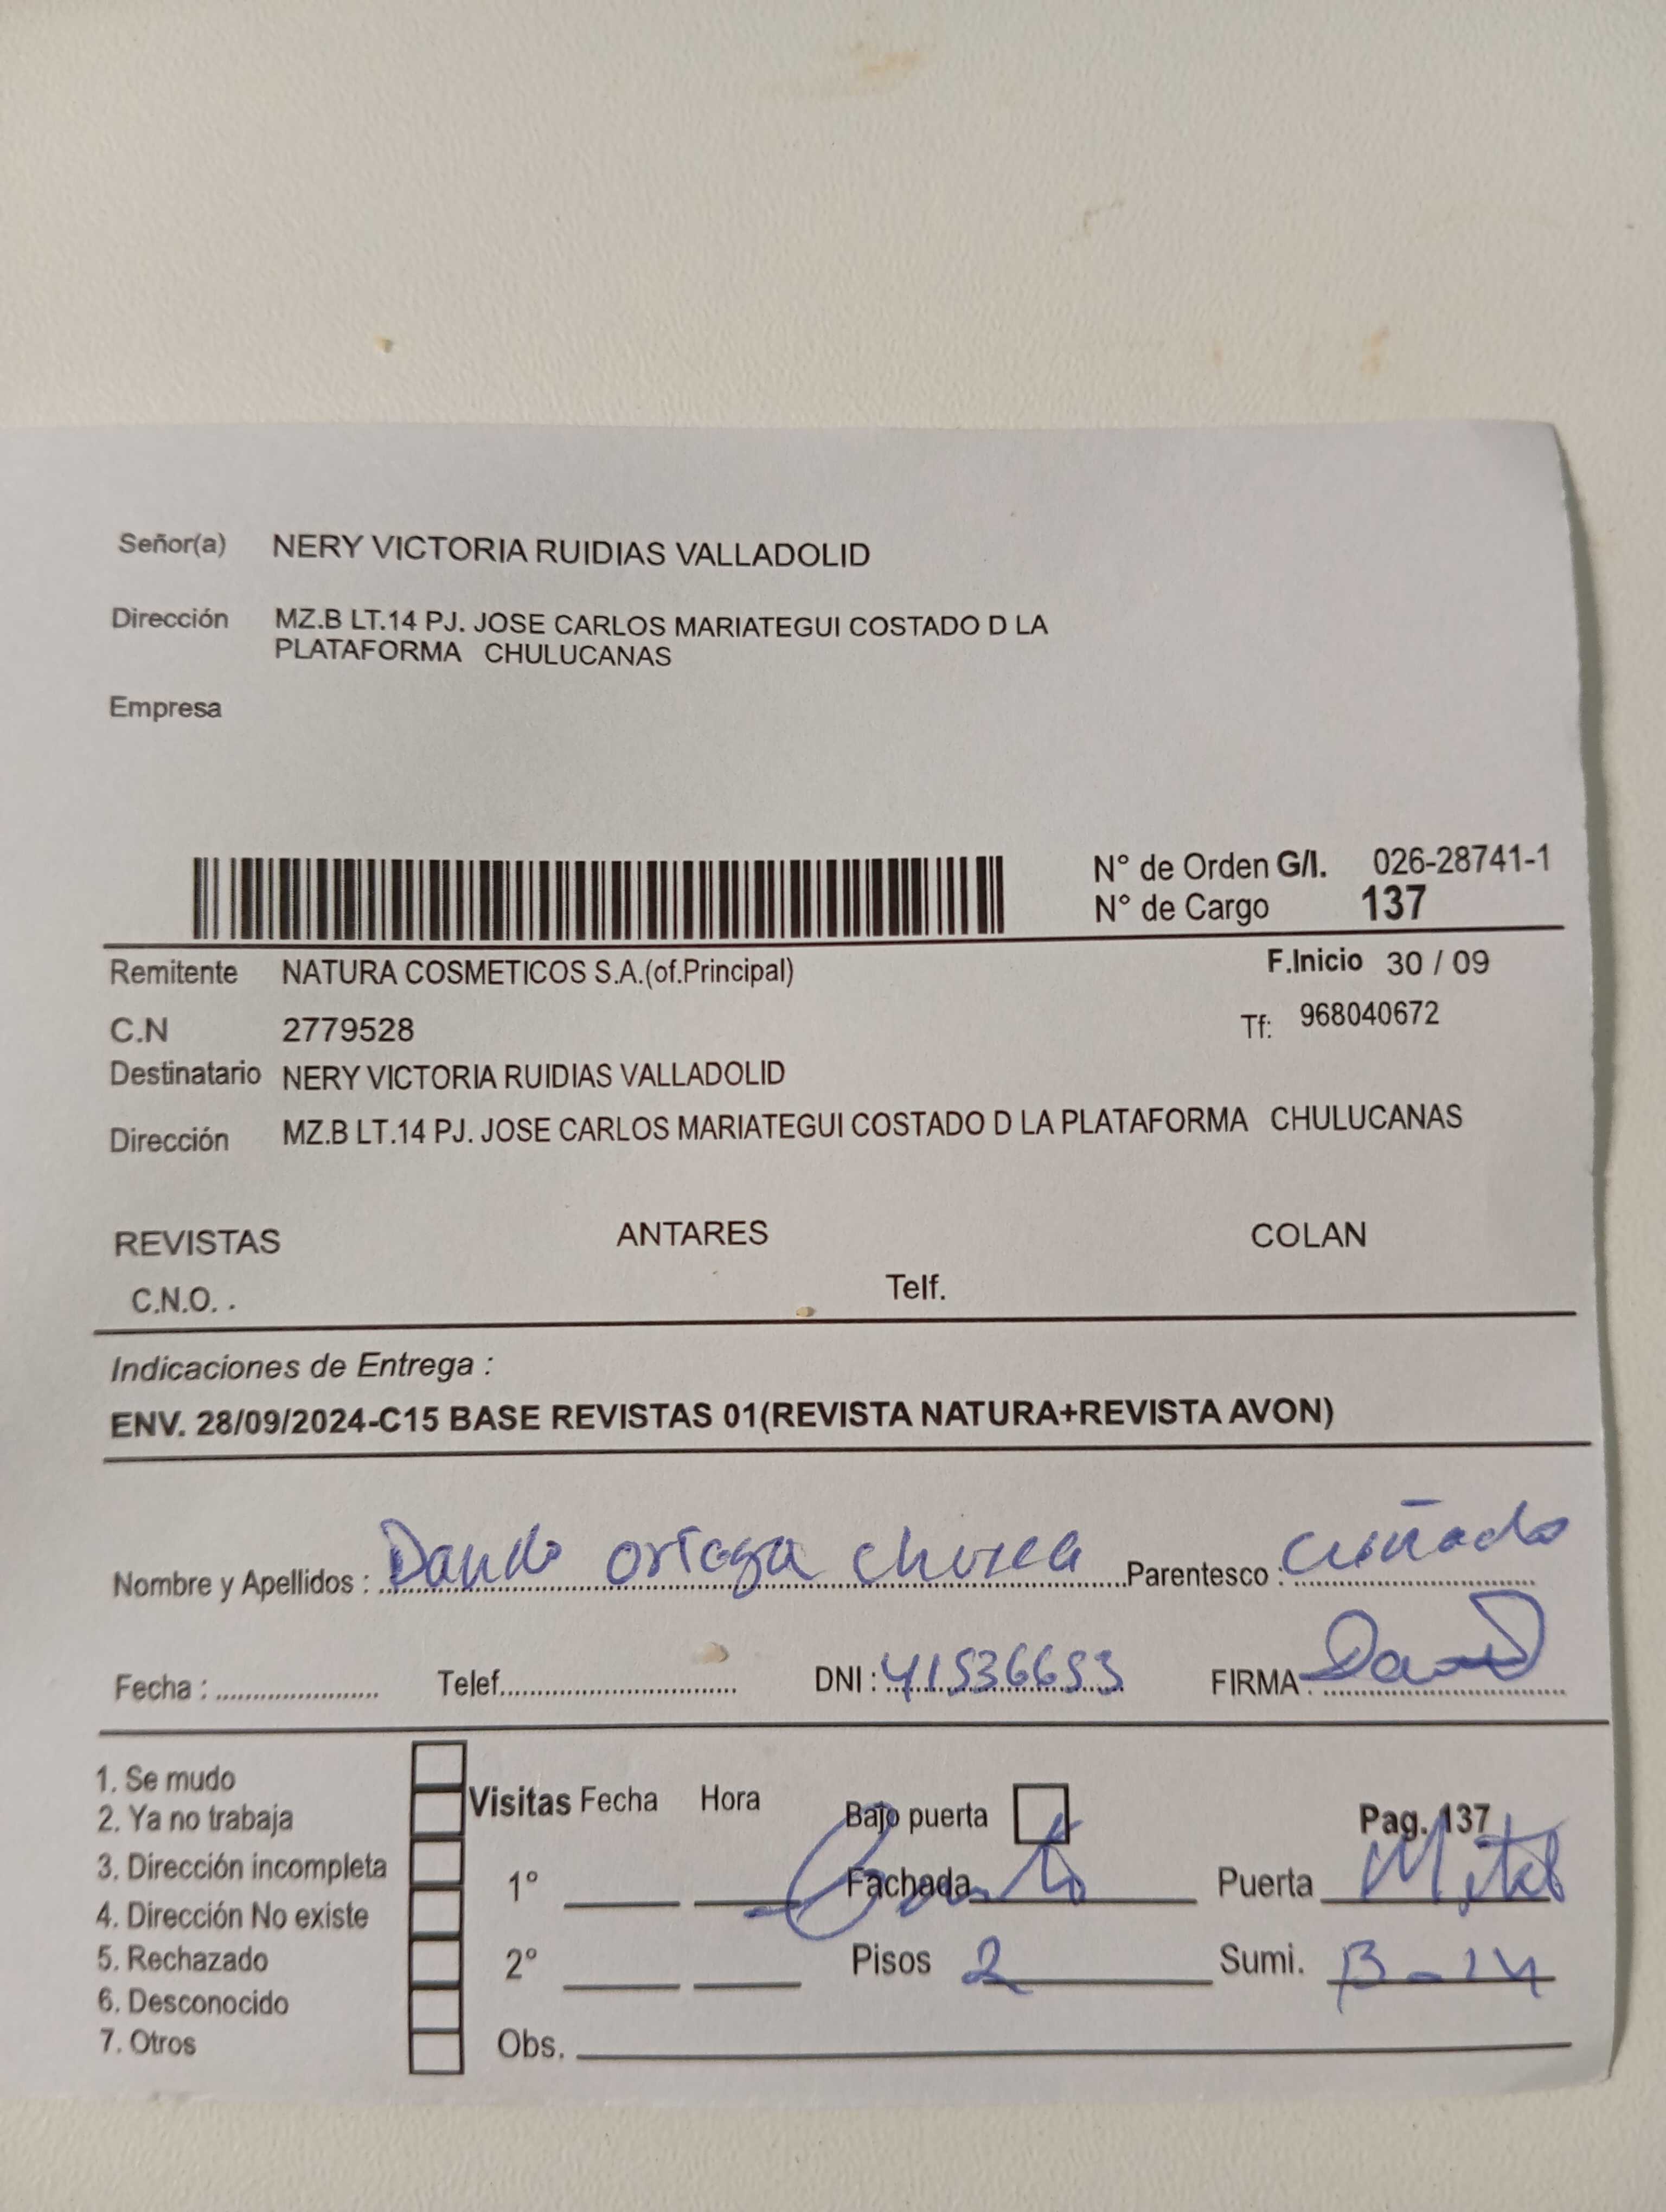 Señor(a) NERY VICTORIA RUIDIAS VALLADOLID
Dirección MZ.B LT.14 PJ. JOSE CARLOS MARIATEGUI COSTADO D LA
PLATAFORMA CHULUCANAS
Empresa
N° de Orden G/I. 026-28741-1
N° de Cargo 137
Remitente NATURA COSMETICOS S.A.(of.Principal) F.Inicio 30 / 09
C.N 2779528 Tf: 968040672
Destinatario NERY VICTORIA RUIDIAS VALLADOLID
Dirección MZ.B LT.14 PJ. JOSE CARLOS MARIATEGUI COSTADO D LA PLATAFORMA CHULUCANAS
REVISTAS ANTARES COLAN
C.N.O. . Telf.
Indicaciones de Entrega :
ENV. 28/09/2024-C15 BASE REVISTAS 01(REVISTA NATURA+REVISTA AVON)
Nombre y Apellidos : Parentesco : cuñado
Fecha : Telef. DNI : 41536653 FIRMA : David
1. Se mudo
2. Ya no trabaja
3. Dirección incompleta
4. Dirección No existe
5. Rechazado
6. Desconocido
7. Otros
Visitas Fecha Hora Bajo puerta Pag. 137
1° Fachada Puerta
2° Pisos 2 Sumi. B-14
Obs.